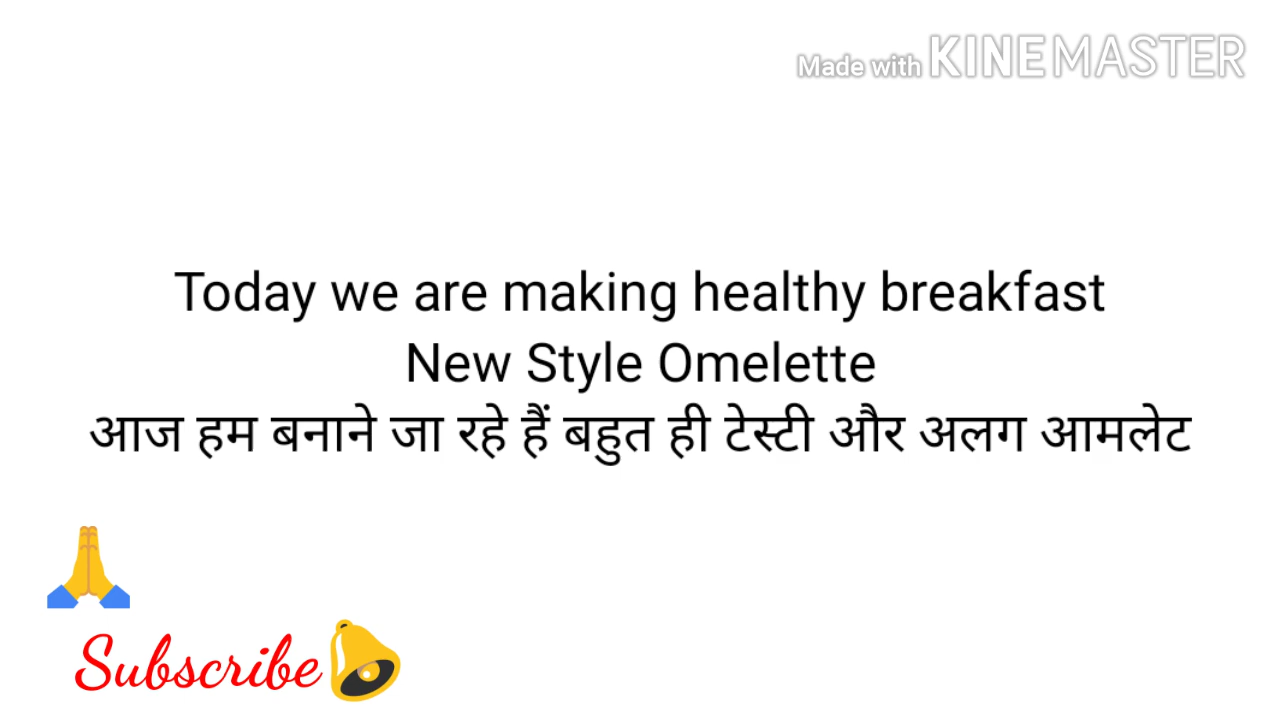 Made with KINEMASTER
Today we are making healthy breakfast
New Style Omelette
आज हम बनाने जा रहे हैं बहुत ही टेस्टी और अलग आमलेट
Subscribe